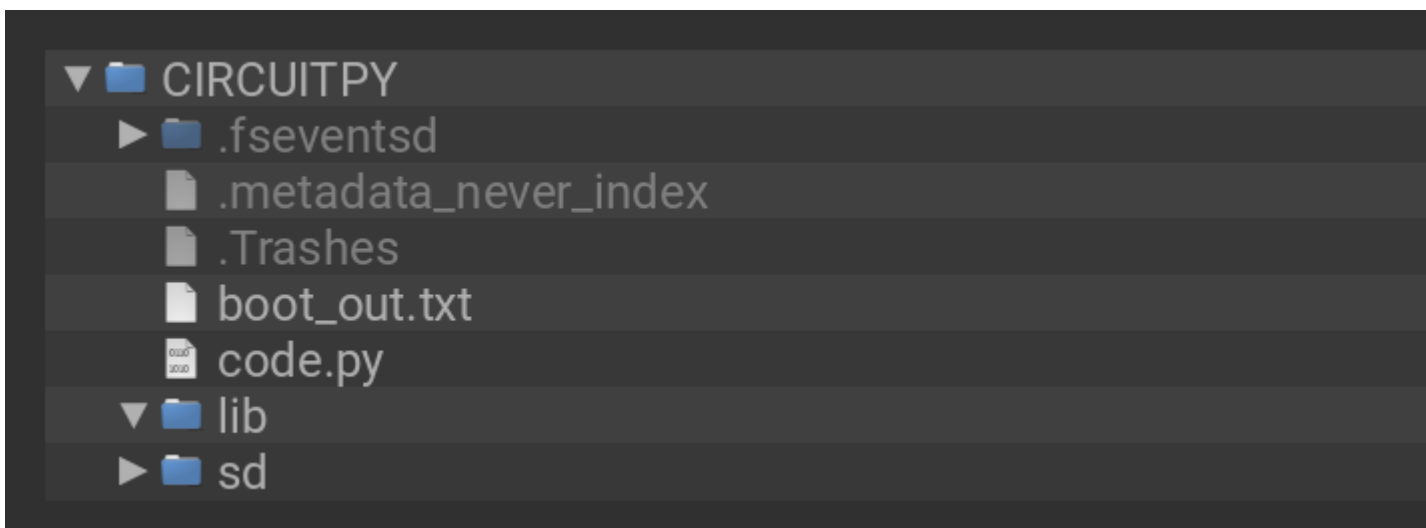 CIRCUITPY
.fseventsd
.metadata_never_index
.Trashes
boot_out.txt
code.py
lib
sd